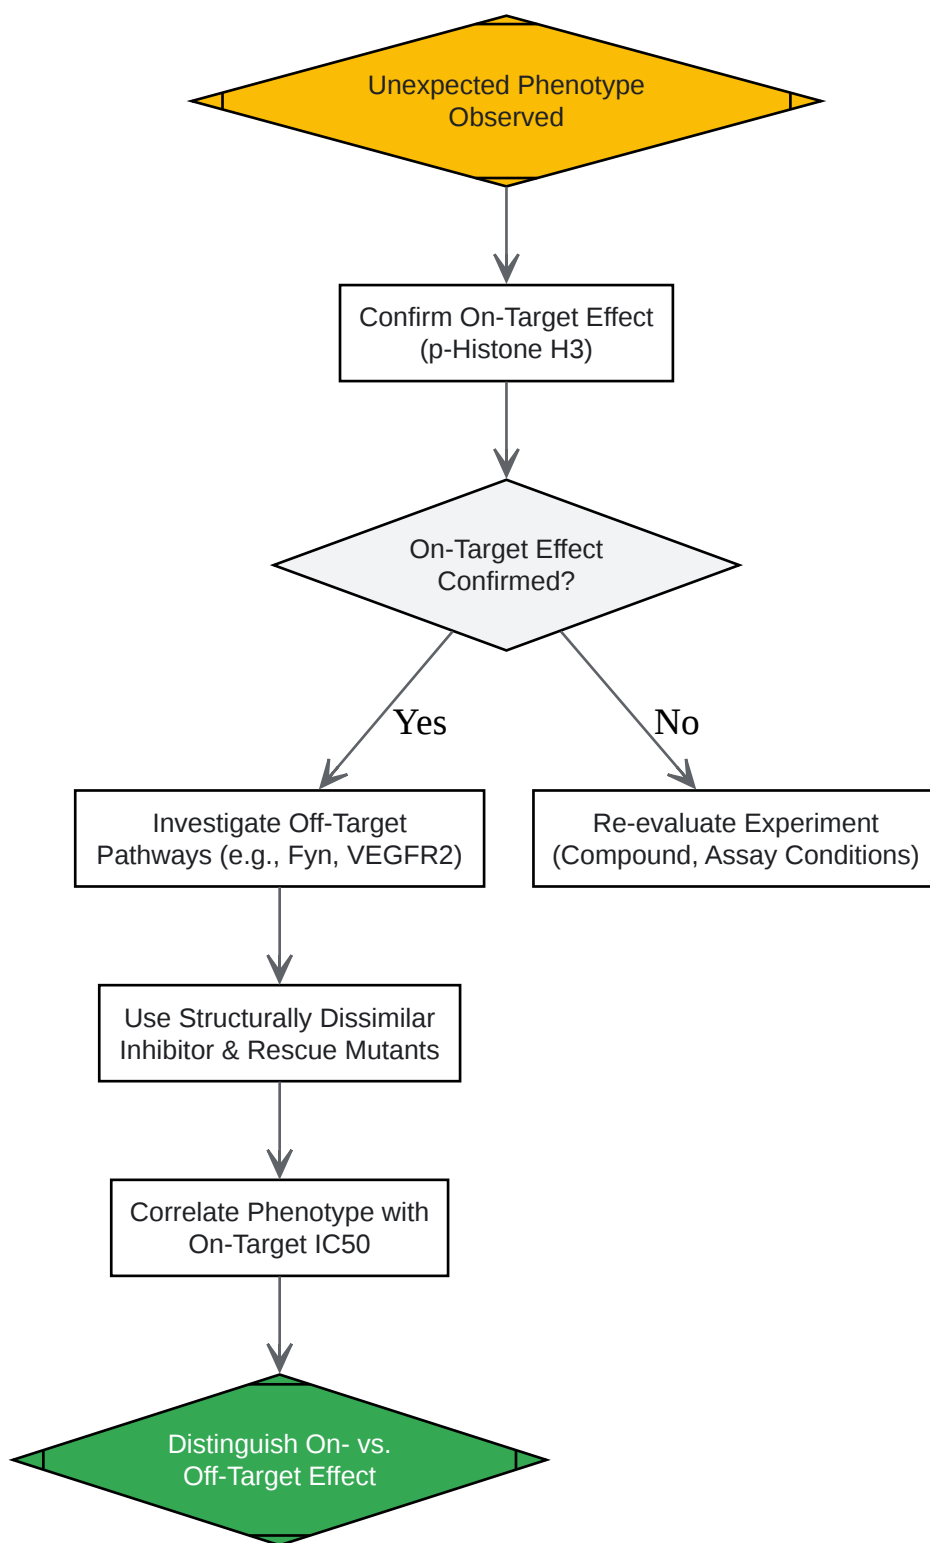 Unexpected Phenotype
Observed
Confirm On-Target Effect
(p-Histone H3)
On-Target Effect
Confirmed?
Yes
No
Investigate Off-Target
Pathways (e.g., Fyn, VEGFR2)
Re-evaluate Experiment
(Compound, Assay Conditions)
Use Structurally Dissimilar
Inhibitor & Rescue Mutants
Correlate Phenotype with
On-Target IC50
Distinguish On- vs.
Off-Target Effect